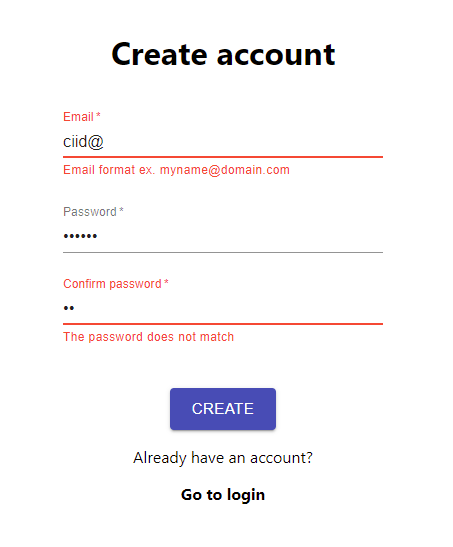 Create account
Email *
ciid@
Email format ex. myname@domain.com
Password *
••••••
Confirm password *
••
The password does not match
CREATE
Already have an account?
Go to login